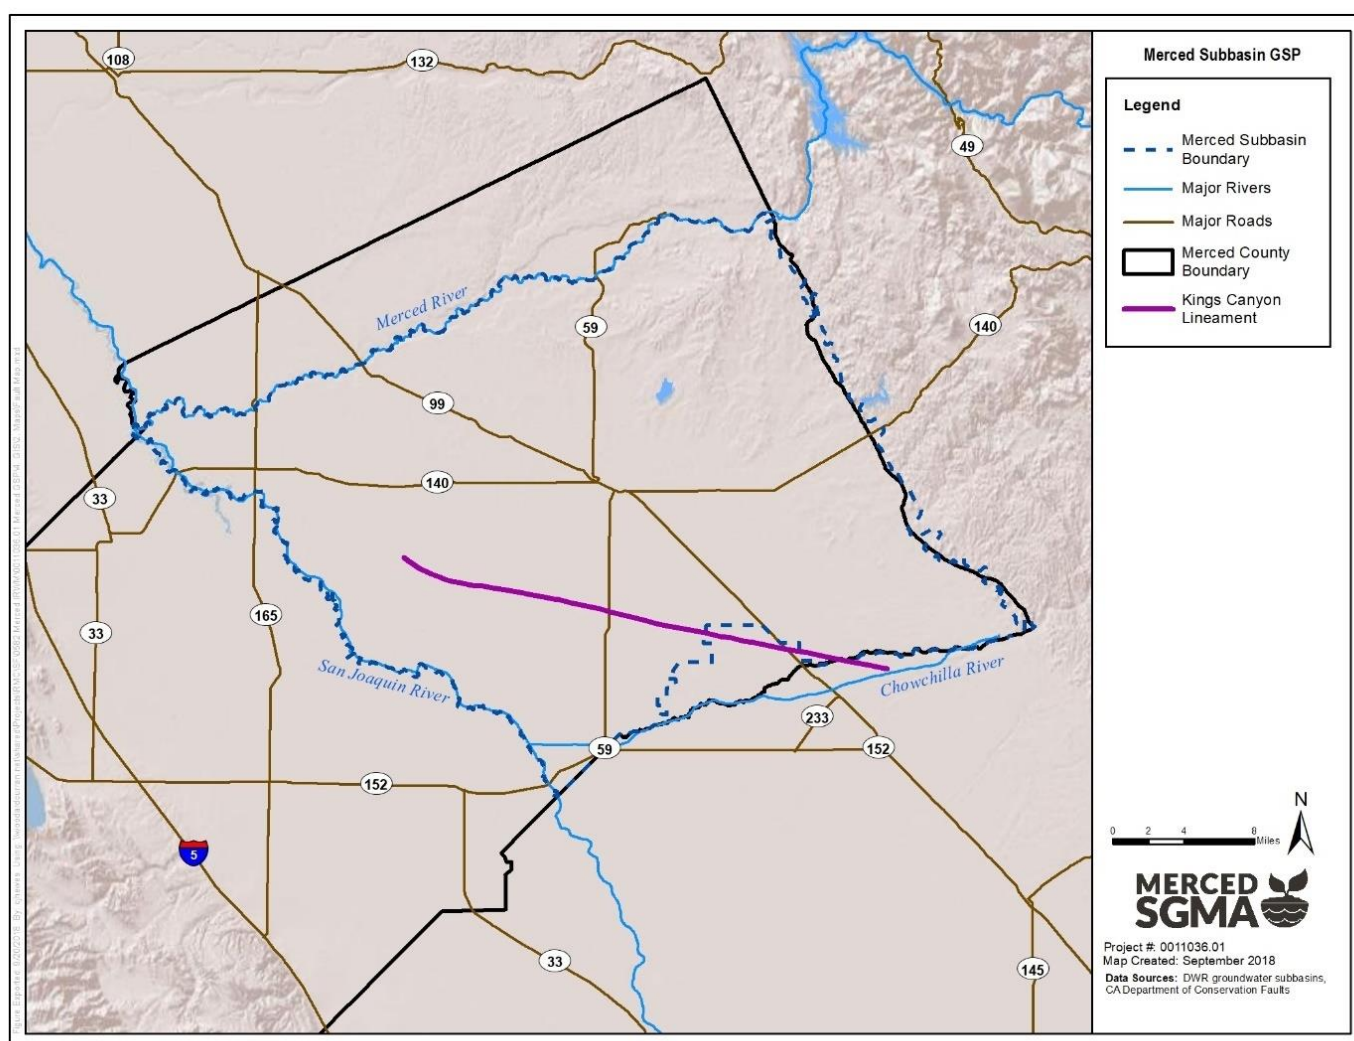 Merced Subbasin GSP
Legend
Merced Subbasin
Boundary
Major Rivers
Major Roads
Merced County
Boundary
Kings Canyon
Lineament
108
132
49
Merced River
59
140
99
140
33
165
33
San Joaquin River
Chowchilla River
233
59
152
152
5
33
145
N
0 2 4 8
Miles
MERCED
SGMA
Project #: 0011036.01
Map Created: September 2018
Data Sources: DWR groundwater subbasins,
CA Department of Conservation Faults